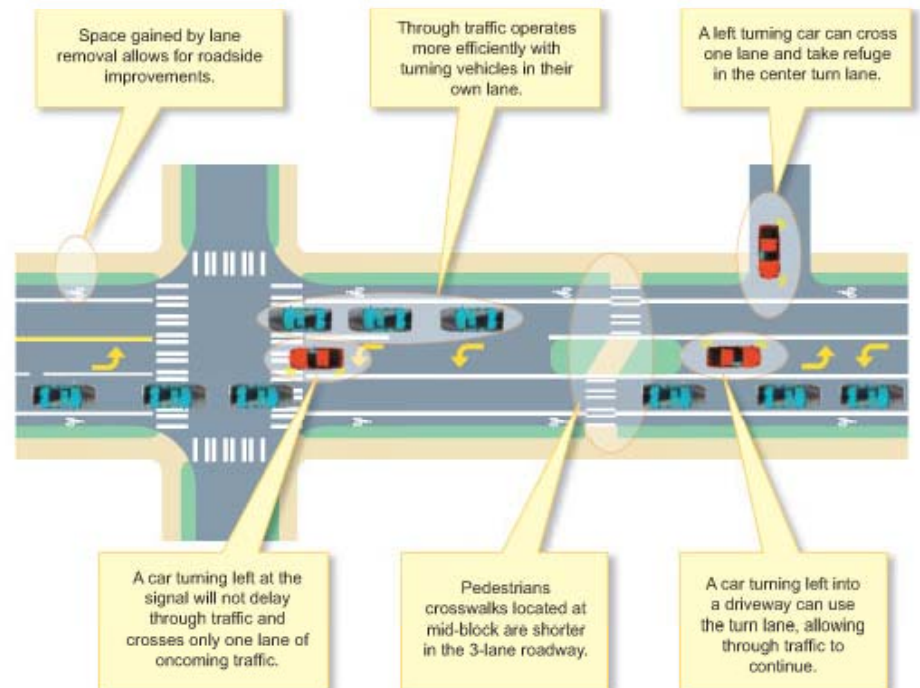 Space gained by lane
removal allows for roadside
improvements.
Through traffic operates
more efficiently with
turning vehicles in their
own lane.
A left turning car can cross
one lane and take refuge
in the center turn lane.
A car turning left at the
signal will not delay
through traffic and
crosses only one lane of
oncoming traffic.
Pedestrians
crosswalks located at
mid-block are shorter
in the 3-lane roadway.
A car turning left into
a driveway can use
the turn lane, allowing
through traffic to
continue.